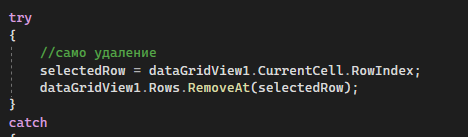 try
{
//само удаление
selectedRow = dataGridView1.CurrentCell.RowIndex;
dataGridView1.Rows.RemoveAt(selectedRow);
}
catch